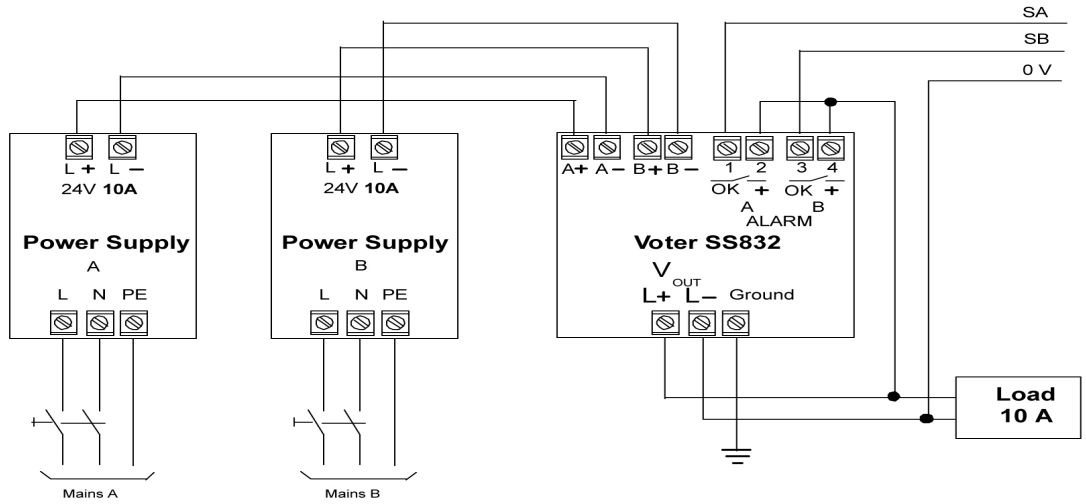 SA
SB
0 V
L + L −
24V 10A
Power Supply
A
L N PE
Mains A
L + L −
24V 10A
Power Supply
B
L N PE
Mains B
A+ A− B+ B− 1 2 3 4
OK + OK +
A B
ALARM
Voter SS832
V OUT
L+ L− Ground
Load
10 A